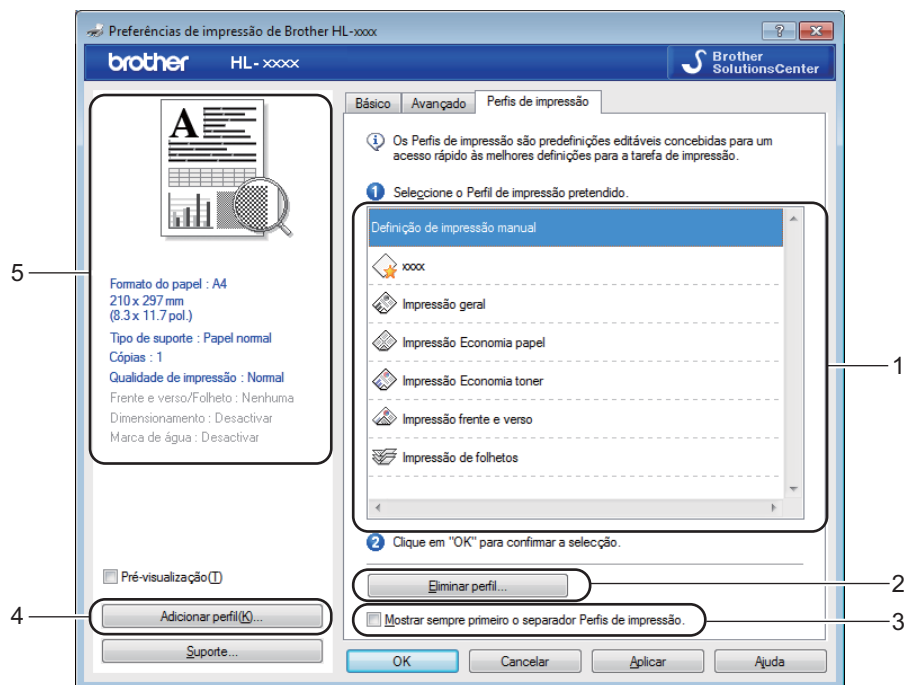 Preferências de impressão de Brother HL-xxxx
brother HL-xxxx
Brother
SolutionsCenter
Básico Avançado Perfis de impressão
Os Perfis de impressão são predefinições editáveis concebidas para um
acesso rápido às melhores definições para a tarefa de impressão.
1 Seleccione o Perfil de impressão pretendido.
Definição de impressão manual
xxxx
Impressão geral
Impressão Economia papel
Impressão Economia toner
Impressão frente e verso
Impressão de folhetos
2 Clique em "OK" para confirmar a selecção.
Eliminar perfil...
Mostrar sempre primeiro o separador Perfis de impressão.
OK Cancelar Aplicar Ajuda
A
Formato do papel : A4
210 x 297 mm
(8.3 x 11.7 pol.)
Tipo de suporte : Papel normal
Cópias : 1
Qualidade de impressão : Normal
Frente e verso/Folheto : Nenhuma
Dimensionamento : Desactivar
Marca de água : Desactivar
Pré-visualização(T)
Adicionar perfil(K)...
Suporte...
1
2
3
4
5